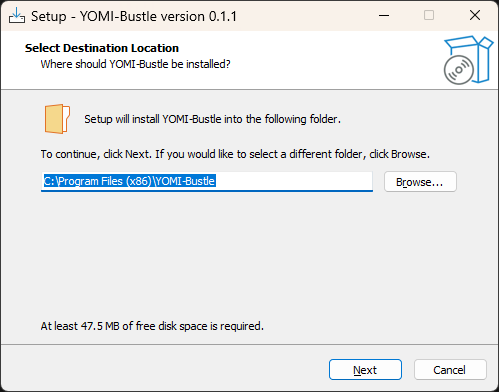 Setup - YOMI-Bustle version 0.1.1
Select Destination Location
Where should YOMI-Bustle be installed?
Setup will install YOMI-Bustle into the following folder.
To continue, click Next. If you would like to select a different folder, click Browse.
C:\Program Files (x86)\YOMI-Bustle
Browse...
At least 47.5 MB of free disk space is required.
Next
Cancel